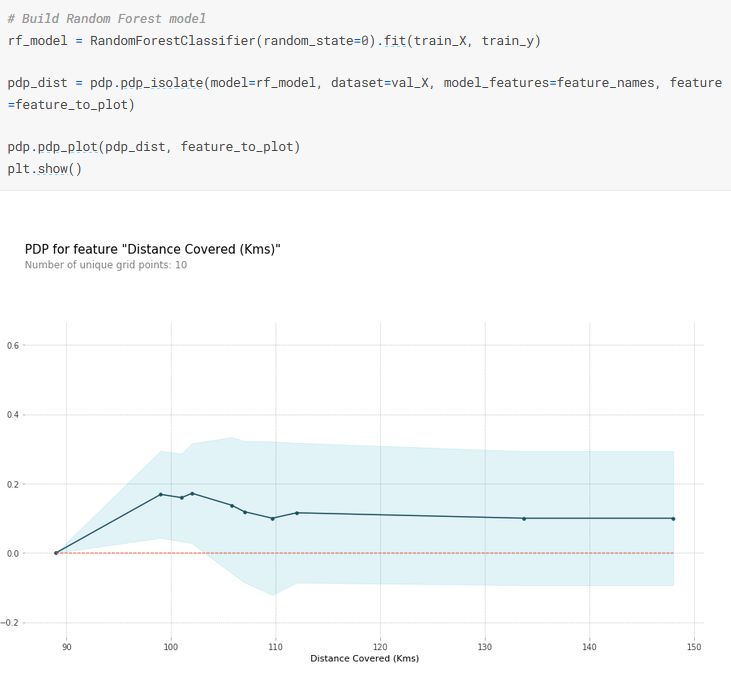 # Build Random Forest model
rf_model = RandomForestClassifier(random_state=0).fit(train_X, train_y)
pdp_dist = pdp.pdp_isolate(model=rf_model, dataset=val_X, model_features=feature_names, feature
=feature_to_plot)
pdp.pdp_plot(pdp_dist, feature_to_plot)
plt.show()
PDP for feature "Distance Covered (Kms)"
Number of unique grid points: 10
0.6
0.4
0.2
0.0
−0.2
90 100 110 120 130 140 150
Distance Covered (Kms)